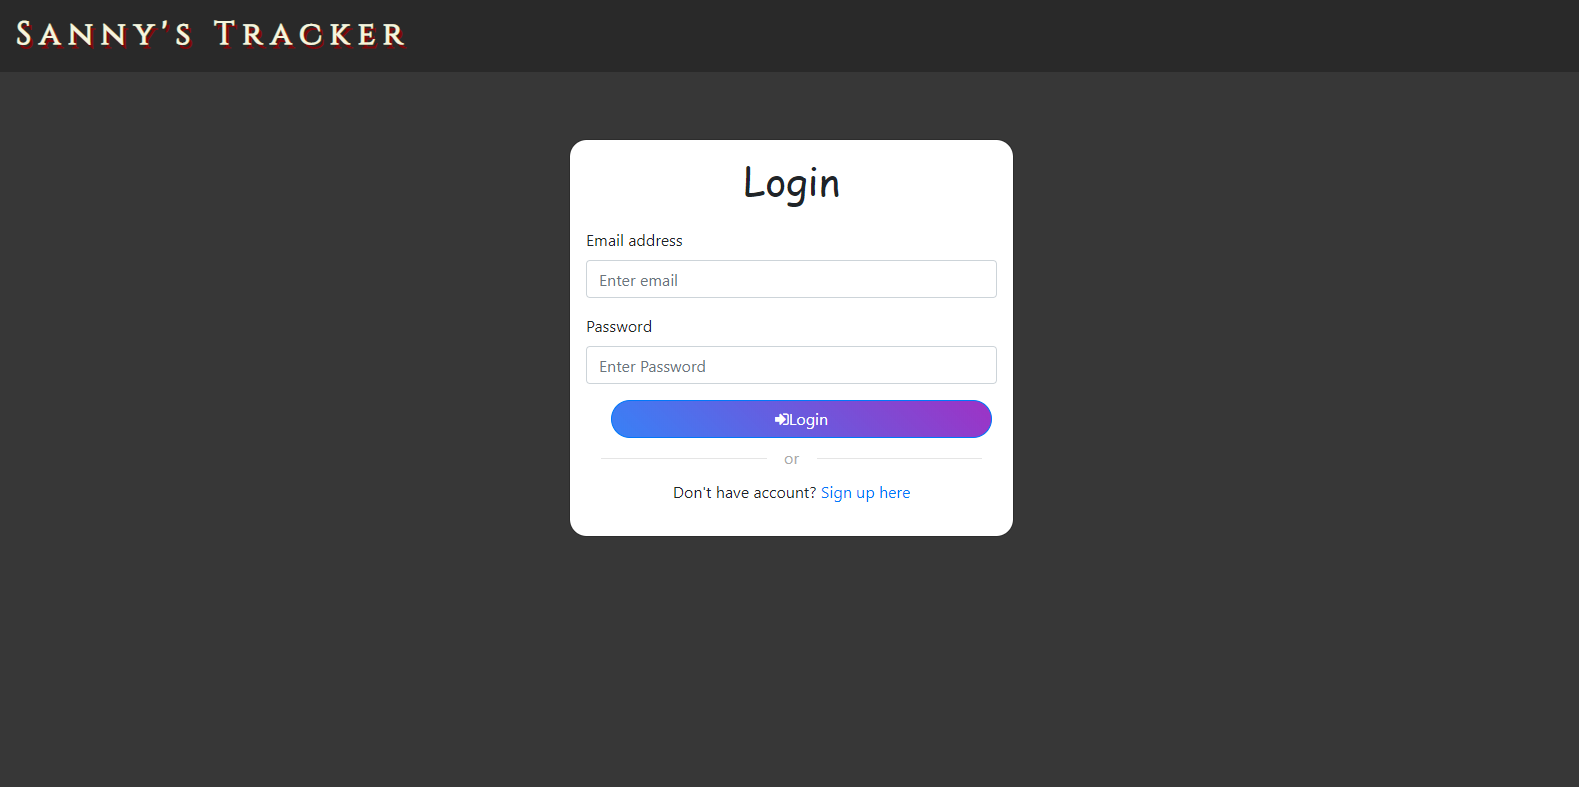 Sanny's Tracker
Login
Email address
Enter email
Password
Enter Password
Login
or
Don't have account? Sign up here